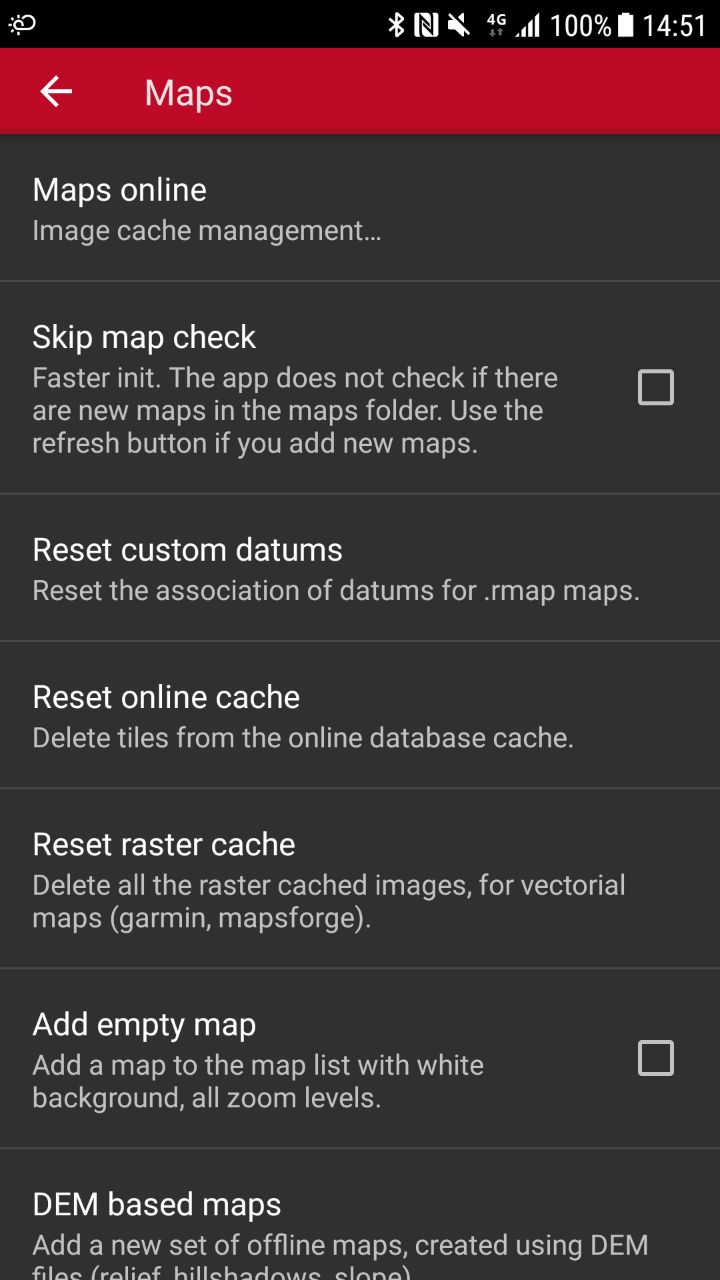 4G 100% 14:51
Maps
Maps online
Image cache management...
Skip map check
Faster init. The app does not check if there
are new maps in the maps folder. Use the
refresh button if you add new maps.
Reset custom datums
Reset the association of datums for .rmap maps.
Reset online cache
Delete tiles from the online database cache.
Reset raster cache
Delete all the raster cached images, for vectorial
maps (garmin, mapsforge).
Add empty map
Add a map to the map list with white
background, all zoom levels.
DEM based maps
Add a new set of offline maps, created using DEM
files (relief, hillshadows, slope)